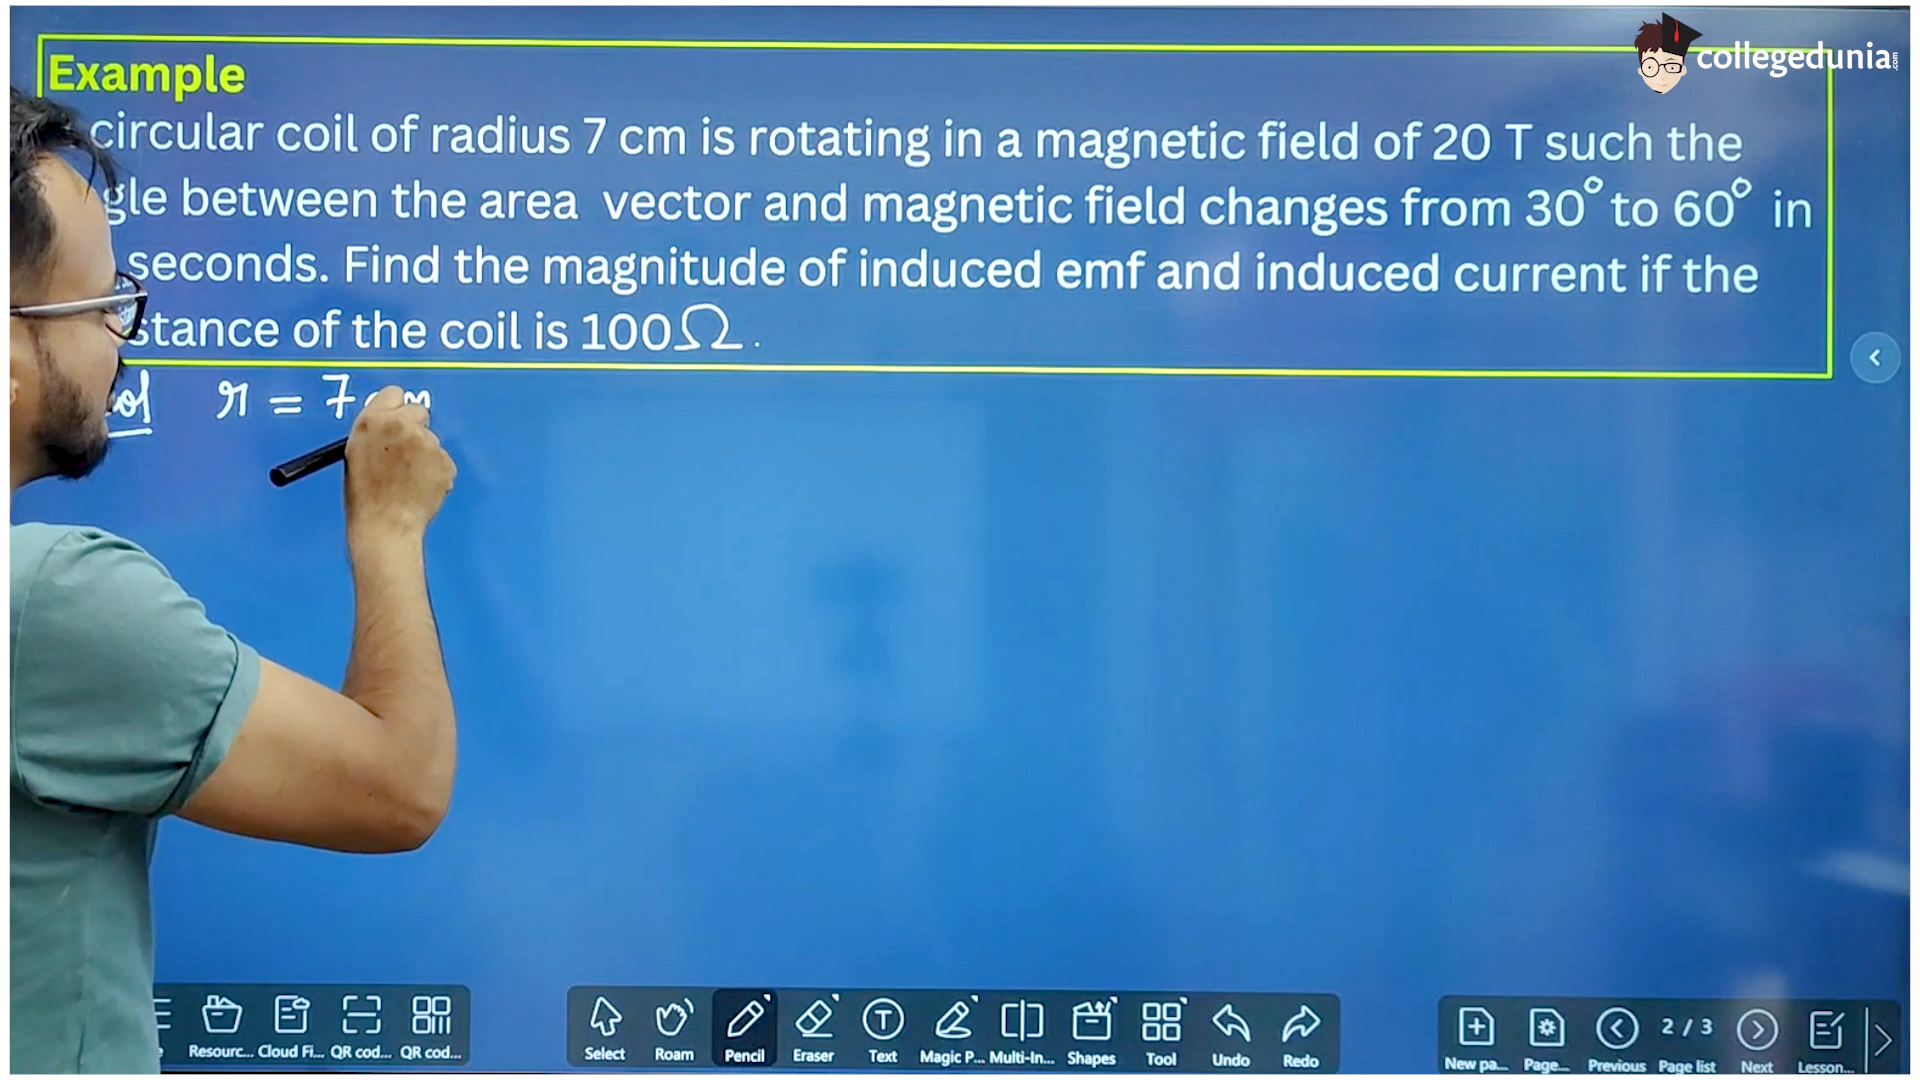 collegedunia
.com
Example
circular coil of radius 7 cm is rotating in a magnetic field of 20 T such the
gle between the area vector and magnetic field changes from 30° to 60° in
seconds. Find the magnitude of induced emf and induced current if the
stance of the coil is 100Ω.
ol r = 7 cm
Resourc... Cloud Fi... QR cod... QR cod...
Select Roam Pencil Eraser Text Magic P... Multi-In... Shapes Tool Undo Redo
2 / 3
New pa... Page... Previous Page list Next Lesson...